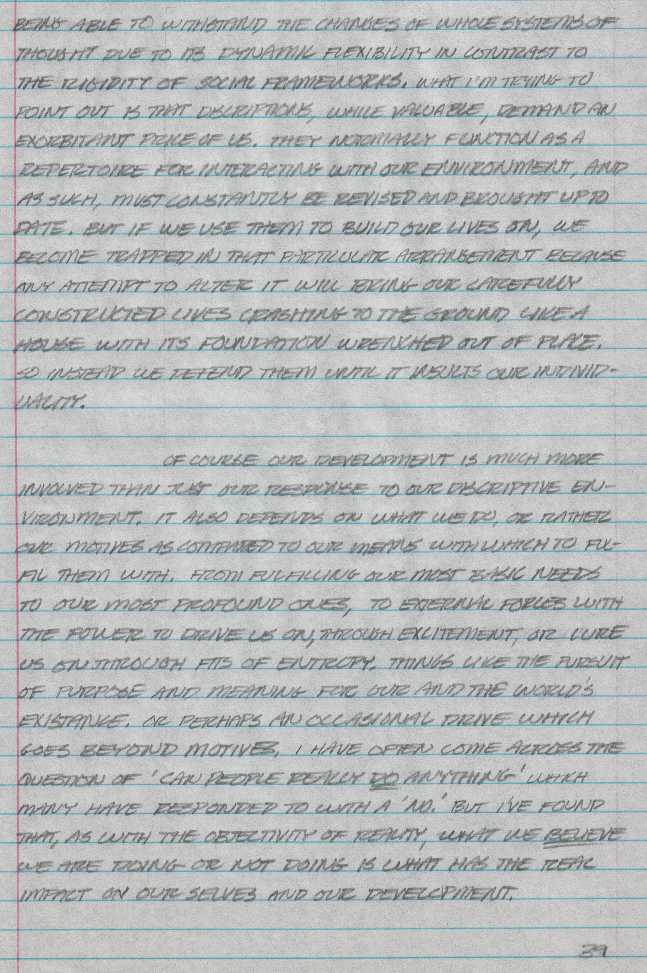 BEING ABLE TO WITHSTAND THE CHANGES OF WHOLE SYSTEMS OF
THOUGHT DUE TO ITS DYNAMIC FLEXIBILITY IN CONTRAST TO
THE RIGIDITY OF SOCIAL FRAMEWORKS. WHAT I'M TRYING TO
POINT OUT IS THAT DISCRIPTIONS, WHILE VALUABLE, DEMAND AN
EXORBITANT PRICE OF US. THEY NORMALLY FUNCTION AS A
REPERTOIRE FOR INTERACTING WITH OUR ENVIRONMENT, AND
AS SUCH, MUST CONSTANTLY BE REVISED AND BROUGHT UP TO
DATE. BUT IF WE USE THEM TO BUILD OUR LIVES ON, WE
BECOME TRAPPED IN THAT PARTICULAR ARRANGEMENT BECAUSE
ANY ATTEMPT TO ALTER IT WILL BRING OUR CAREFULLY
CONSTRUCTED LIVES CRASHING TO THE GROUND LIKE A
HOUSE WITH ITS FOUNDATION WRENCHED OUT OF PLACE.
SO INSTEAD WE DEFEND THEM UNTIL IT INSULTS OUR INDIVID-
UALITY.
OF COURSE OUR DEVELOPMENT IS MUCH MORE
INVOLVED THAN JUST OUR RESPONSE TO OUR DISCRIPTIVE EN-
VIRONMENT. IT ALSO DEPENDS ON WHAT WE DO, OR RATHER
OUR MOTIVES AS COMPARED TO OUR MEANS WITH WHICH TO FUL-
FIL THEM WITH. FROM FULFILLING OUR MOST BASIC NEEDS
TO OUR MOST PROFOUND ONES, TO EXTERNAL FORCES WITH
THE POWER TO DRIVE US ON, THROUGH EXCITEMENT, OR LURE
US ON THROUGH FITS OF ENTROPY. THINGS LIKE THE PURSUIT
OF PURPOSE AND MEANING FOR OUR AND THE WORLD'S
EXISTANCE. OR PERHAPS AN OCCASIONAL DRIVE WHICH
GOES BEYOND MOTIVES. I HAVE OFTEN COME ACROSS THE
QUESTION OF 'CAN PEOPLE REALLY DO ANYTHING' WHICH
MANY HAVE RESPONDED TO WITH A 'NO.' BUT I'VE FOUND
THAT, AS WITH THE OBJECTIVITY OF REALITY, WHAT WE BELIEVE
WE ARE DOING OR NOT DOING IS WHAT HAS THE REAL
IMPACT ON OUR SELVES AND OUR DEVELOPMENT.
39